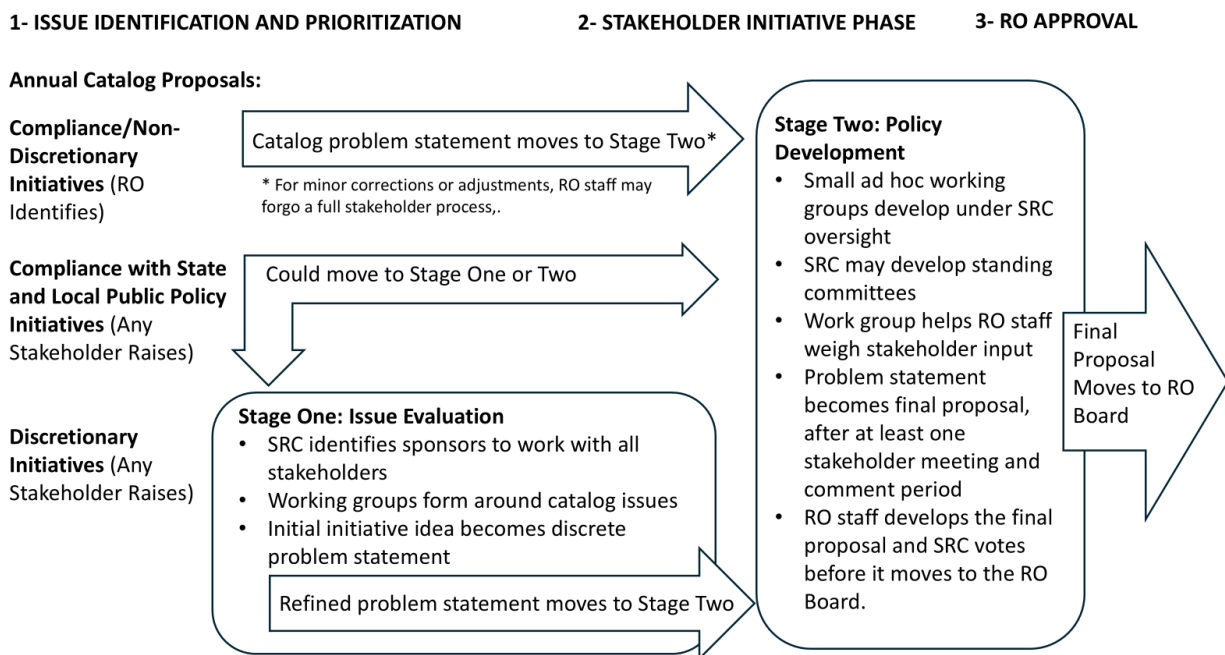 1- ISSUE IDENTIFICATION AND PRIORITIZATION
2- STAKEHOLDER INITIATIVE PHASE
3- RO APPROVAL
Annual Catalog Proposals:
Compliance/Non-
Discretionary
Initiatives (RO
Identifies)
Catalog problem statement moves to Stage Two*
* For minor corrections or adjustments, RO staff may
forgo a full stakeholder process,.
Compliance with State
and Local Public Policy
Initiatives (Any
Stakeholder Raises)
Could move to Stage One or Two
Discretionary
Initiatives (Any
Stakeholder Raises)
Stage One: Issue Evaluation
• SRC identifies sponsors to work with all
stakeholders
• Working groups form around catalog issues
• Initial initiative idea becomes discrete
problem statement
Refined problem statement moves to Stage Two
Stage Two: Policy
Development
• Small ad hoc working
groups develop under SRC
oversight
• SRC may develop standing
committees
• Work group helps RO staff
weigh stakeholder input
• Problem statement
becomes final proposal,
after at least one
stakeholder meeting and
comment period
• RO staff develops the final
proposal and SRC votes
before it moves to the RO
Board.
Final
Proposal
Moves to RO
Board